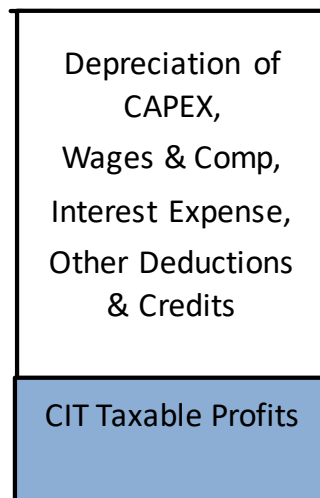 Depreciation of
CAPEX,
Wages & Comp,
Interest Expense,
Other Deductions
& Credits
CIT Taxable Profits